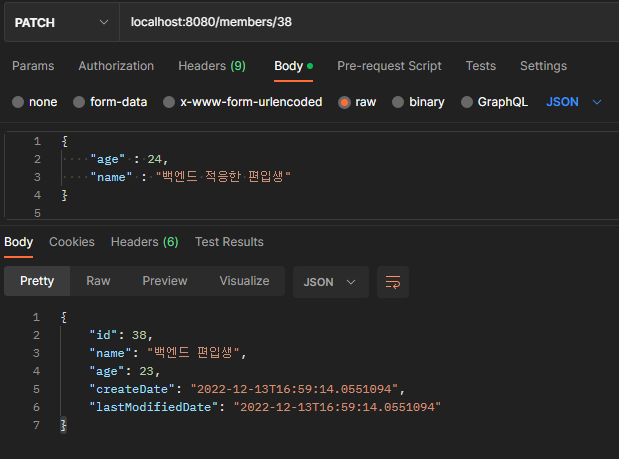 PATCH localhost:8080/members/38
Params Authorization Headers (9) Body Pre-request Script Tests Settings
none form-data x-www-form-urlencoded raw binary GraphQL JSON
1 {
2 ····"age" : 24,
3 ····"name" : "백엔드·적응한·편입생"
4 }
5
Body Cookies Headers (6) Test Results
Pretty Raw Preview Visualize JSON
1 {
2 "id": 38,
3 "name": "백엔드 편입생",
4 "age": 23,
5 "createDate": "2022-12-13T16:59:14.0551094",
6 "lastModifiedDate": "2022-12-13T16:59:14.0551094"
7 }